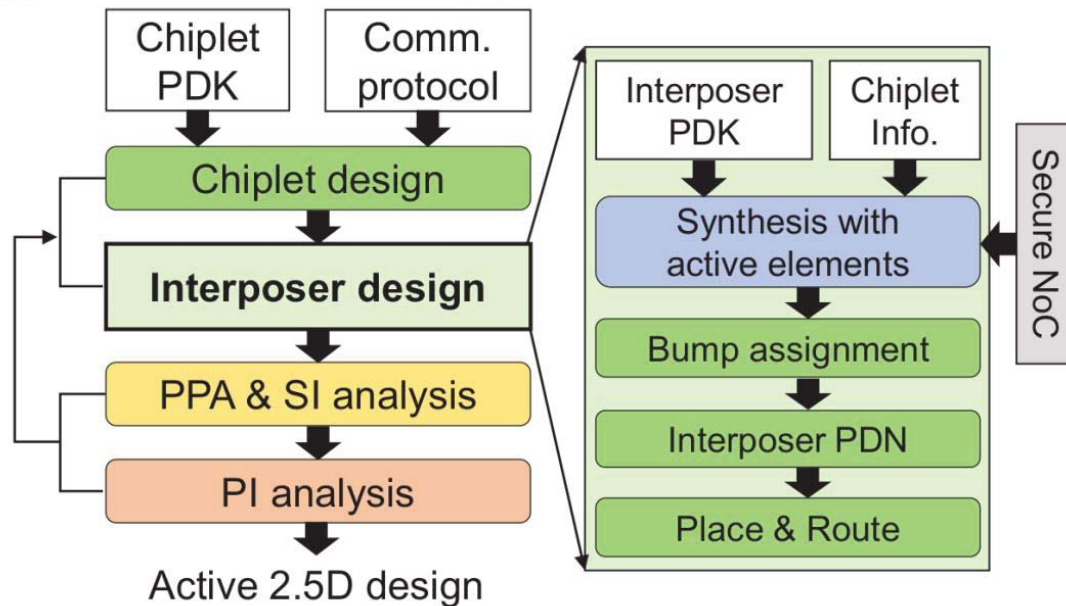 Chiplet
PDK
Comm.
protocol
Chiplet design
Interposer design
PPA & SI analysis
PI analysis
Active 2.5D design
Interposer
PDK
Chiplet
Info.
Synthesis with
active elements
Bump assignment
Interposer PDN
Place & Route
Secure NoC